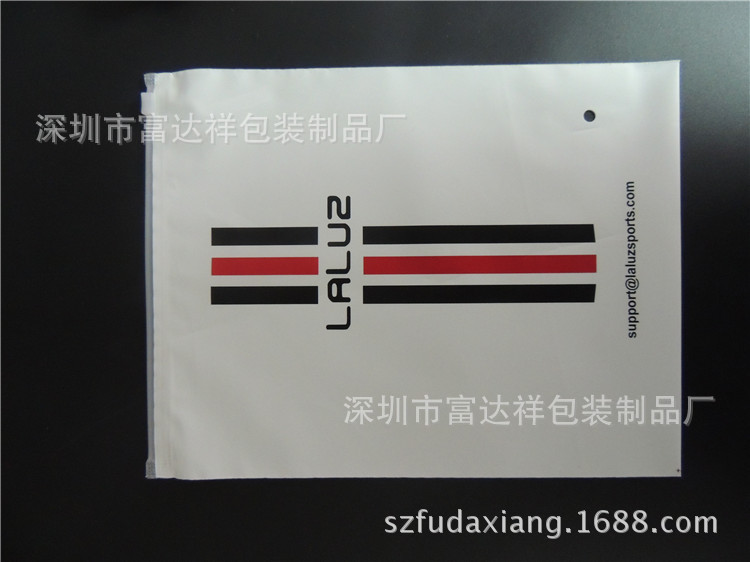 深圳市富达祥包装制品厂
LALUZ
support@laluzsports.com
深圳市富达祥包装制品厂
szfudaxiang.1688.com